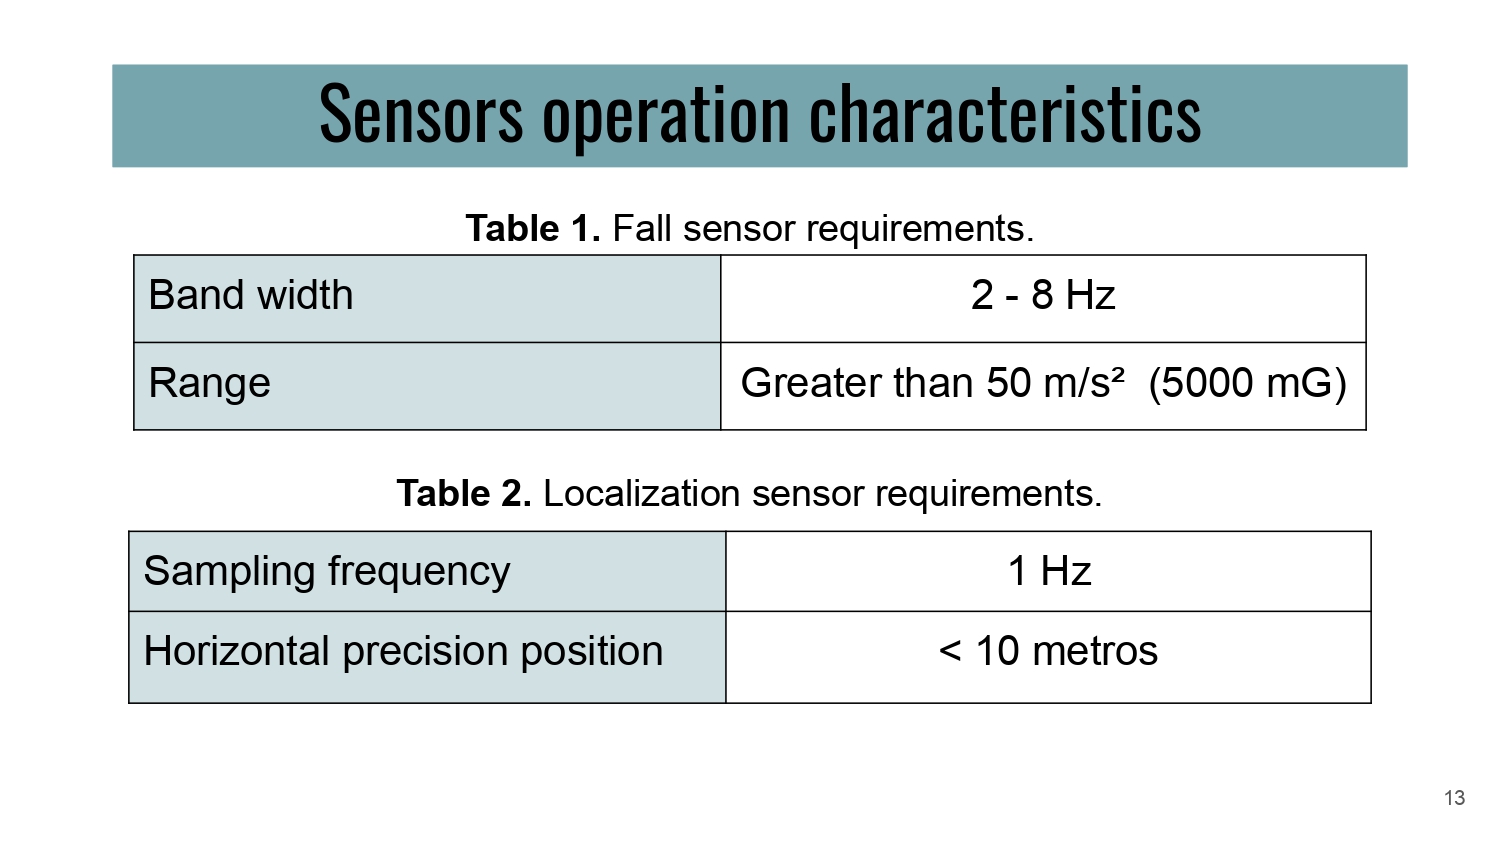 Sensors operation characteristics
Table 1. Fall sensor requirements.
Band width 2 - 8 Hz
Range Greater than 50 m/s² (5000 mG)
Table 2. Localization sensor requirements.
Sampling frequency 1 Hz
Horizontal precision position < 10 metros
13